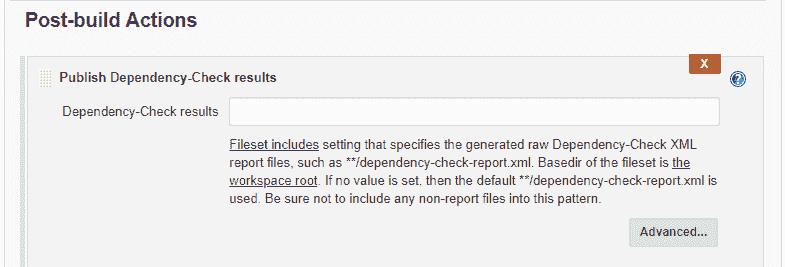 Post-build Actions
X
Publish Dependency-Check results
?
Dependency-Check results
Fileset includes setting that specifies the generated raw Dependency-Check XML
report files, such as **/dependency-check-report.xml. Basedir of the fileset is the
workspace root. If no value is set, then the default **/dependency-check-report.xml is
used. Be sure not to include any non-report files into this pattern.
Advanced...